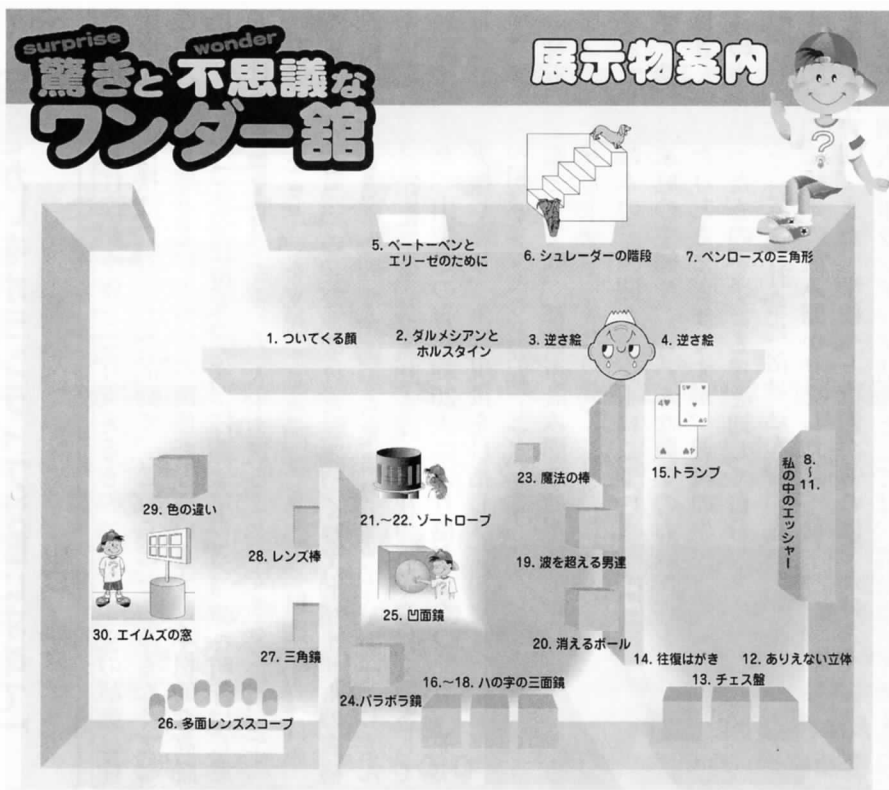 surprise
wonder
驚きと不思議な
ワンダー舘
展示物案内
5. ベートーベンと
エリーゼのために
6. シュレーダーの階段
7. ペンローズの三角形
1. ついてくる顔
2. ダルメシアンと
ホルスタイン
3. 逆さ絵
4. 逆さ絵
15.トランプ
8.
〜
11.
私の中のエッシャー
23. 魔法の棒
29. 色の違い
21.〜22. ゾートロープ
28. レンズ棒
19. 波を超える男達
25. 凹面鏡
30. エイムズの窓
27. 三角鏡
20. 消えるボール
14. 往復はがき
12. ありえない立体
13. チェス盤
16.〜18. ハの字の三面鏡
24.パラボラ鏡
26. 多面レンズスコープ
?
?
4♥